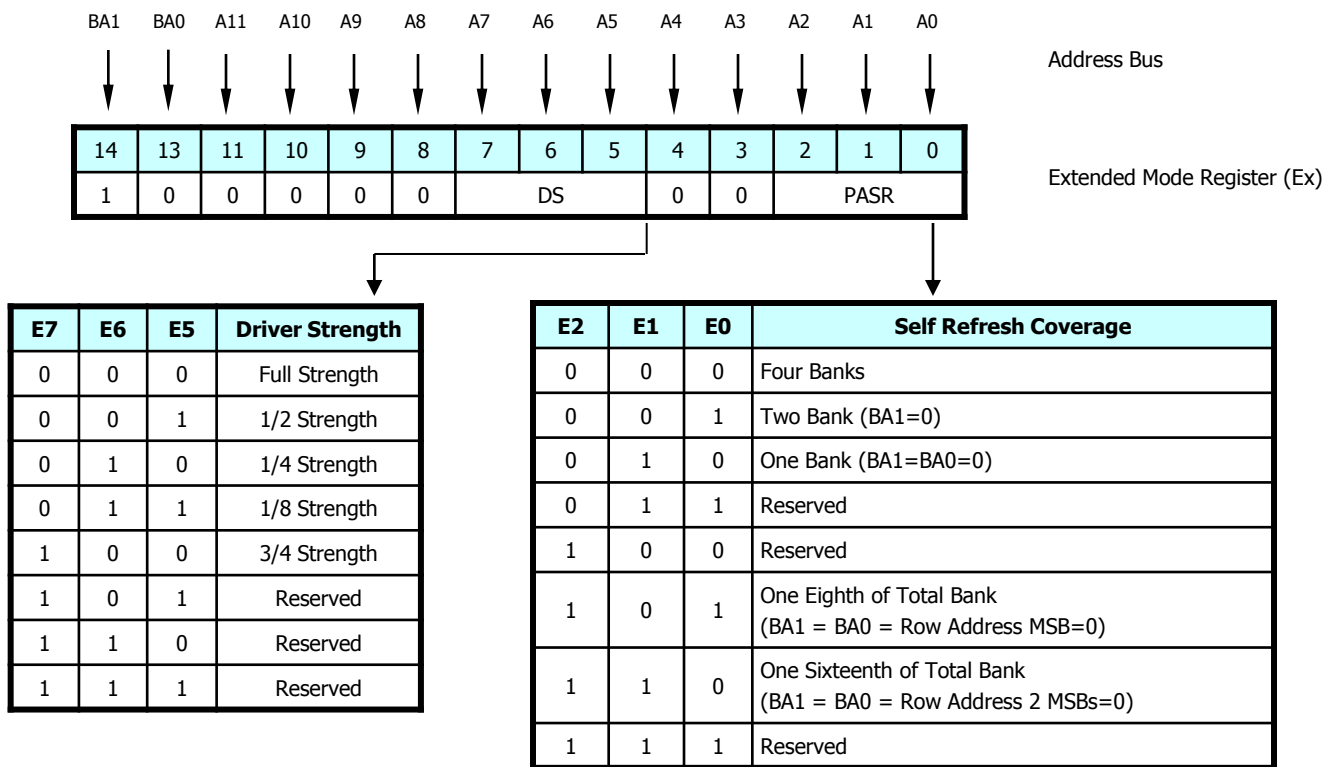 BA1 BA0 A11 A10 A9 A8 A7 A6 A5 A4 A3 A2 A1 A0
Address Bus
14 13 11 10 9 8 7 6 5 4 3 2 1 0
1 0 0 0 0 0 DS 0 0 PASR
Extended Mode Register (Ex)
E7 E6 E5 Driver Strength
0 0 0 Full Strength
0 0 1 1/2 Strength
0 1 0 1/4 Strength
0 1 1 1/8 Strength
1 0 0 3/4 Strength
1 0 1 Reserved
1 1 0 Reserved
1 1 1 Reserved
E2 E1 E0 Self Refresh Coverage
0 0 0 Four Banks
0 0 1 Two Bank (BA1=0)
0 1 0 One Bank (BA1=BA0=0)
0 1 1 Reserved
1 0 0 Reserved
1 0 1 One Eighth of Total Bank
(BA1 = BA0 = Row Address MSB=0)
1 1 0 One Sixteenth of Total Bank
(BA1 = BA0 = Row Address 2 MSBs=0)
1 1 1 Reserved